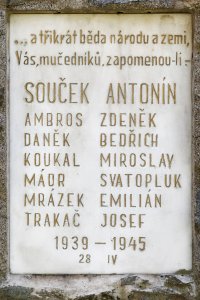 „... a třikrát běda národu a zemi,
Vás, mučedníků, zapomenou-li.-
SOUČEK ANTONÍN
AMBROS ZDENĚK
DANĚK BEDŘICH
KOUKAL MIROSLAV
MÁDR SVATOPLUK
MRÁZEK EMILIÁN
TRAKAČ JOSEF
1939 – 1945
28 IV